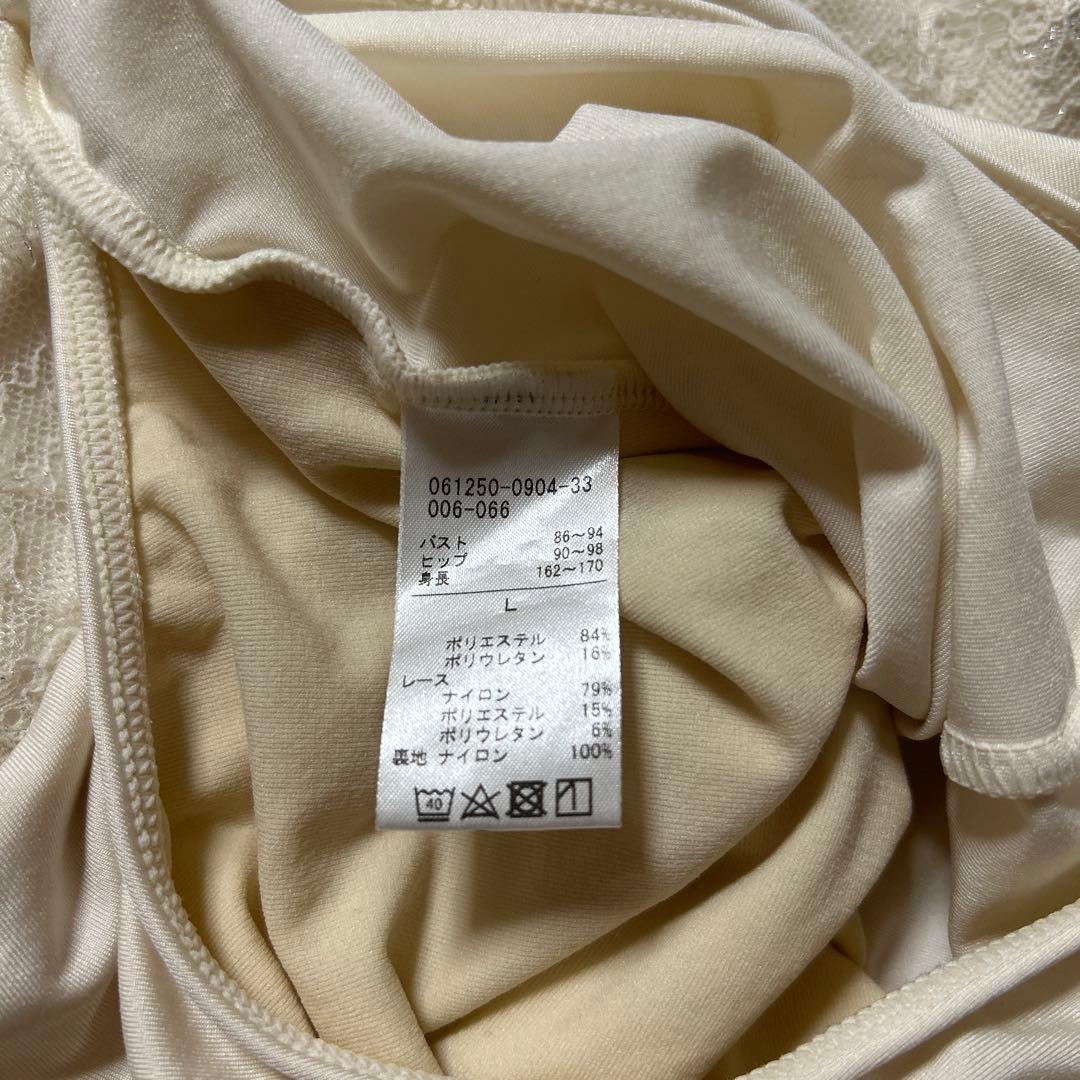 061250-0904-33
006-066
バスト 86～94
ヒップ 90～98
身長 162～170
L
ポリエステル 84%
ポリウレタン 16%
レース
ナイロン 79%
ポリエステル 15%
ポリウレタン 6%
裏地 ナイロン 100%
40